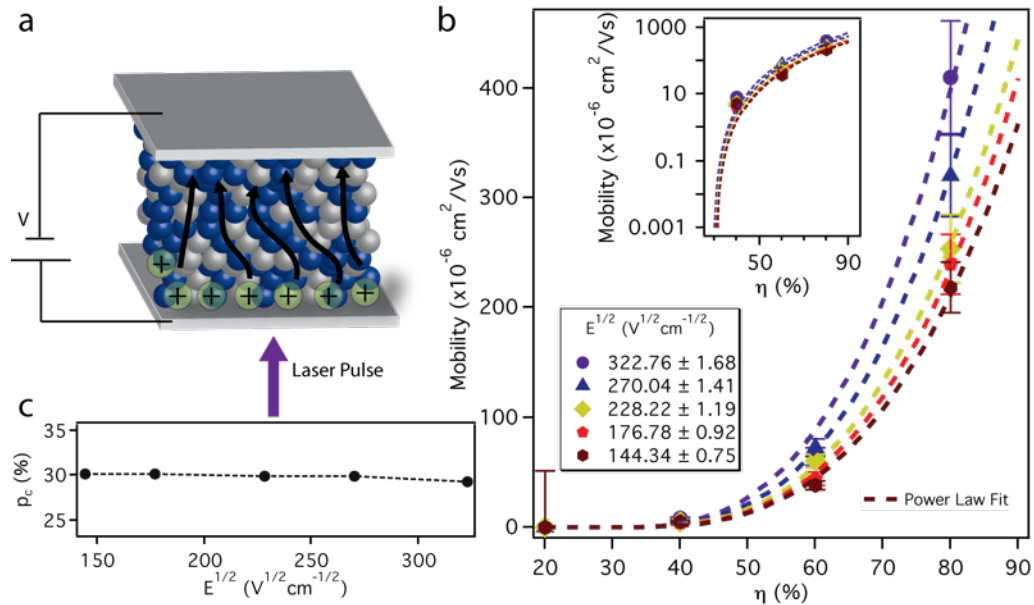 a
V
+ + + + + + +
Laser Pulse
b
Mobility (x10⁻⁶ cm²/Vs)
400
300
200
100
0
20 30 40 50 60 70 80 90
η (%)
Mobility (x10⁻⁶ cm²/Vs)
1000
10
0.1
0.001
50 90
η (%)
E¹/² (V¹/²cm⁻¹/²)
322.76 ± 1.68
270.04 ± 1.41
228.22 ± 1.19
176.78 ± 0.92
144.34 ± 0.75
Power Law Fit
c
p_c (%)
35
30
25
150 200 250 300
E¹/² (V¹/²cm⁻¹/²)